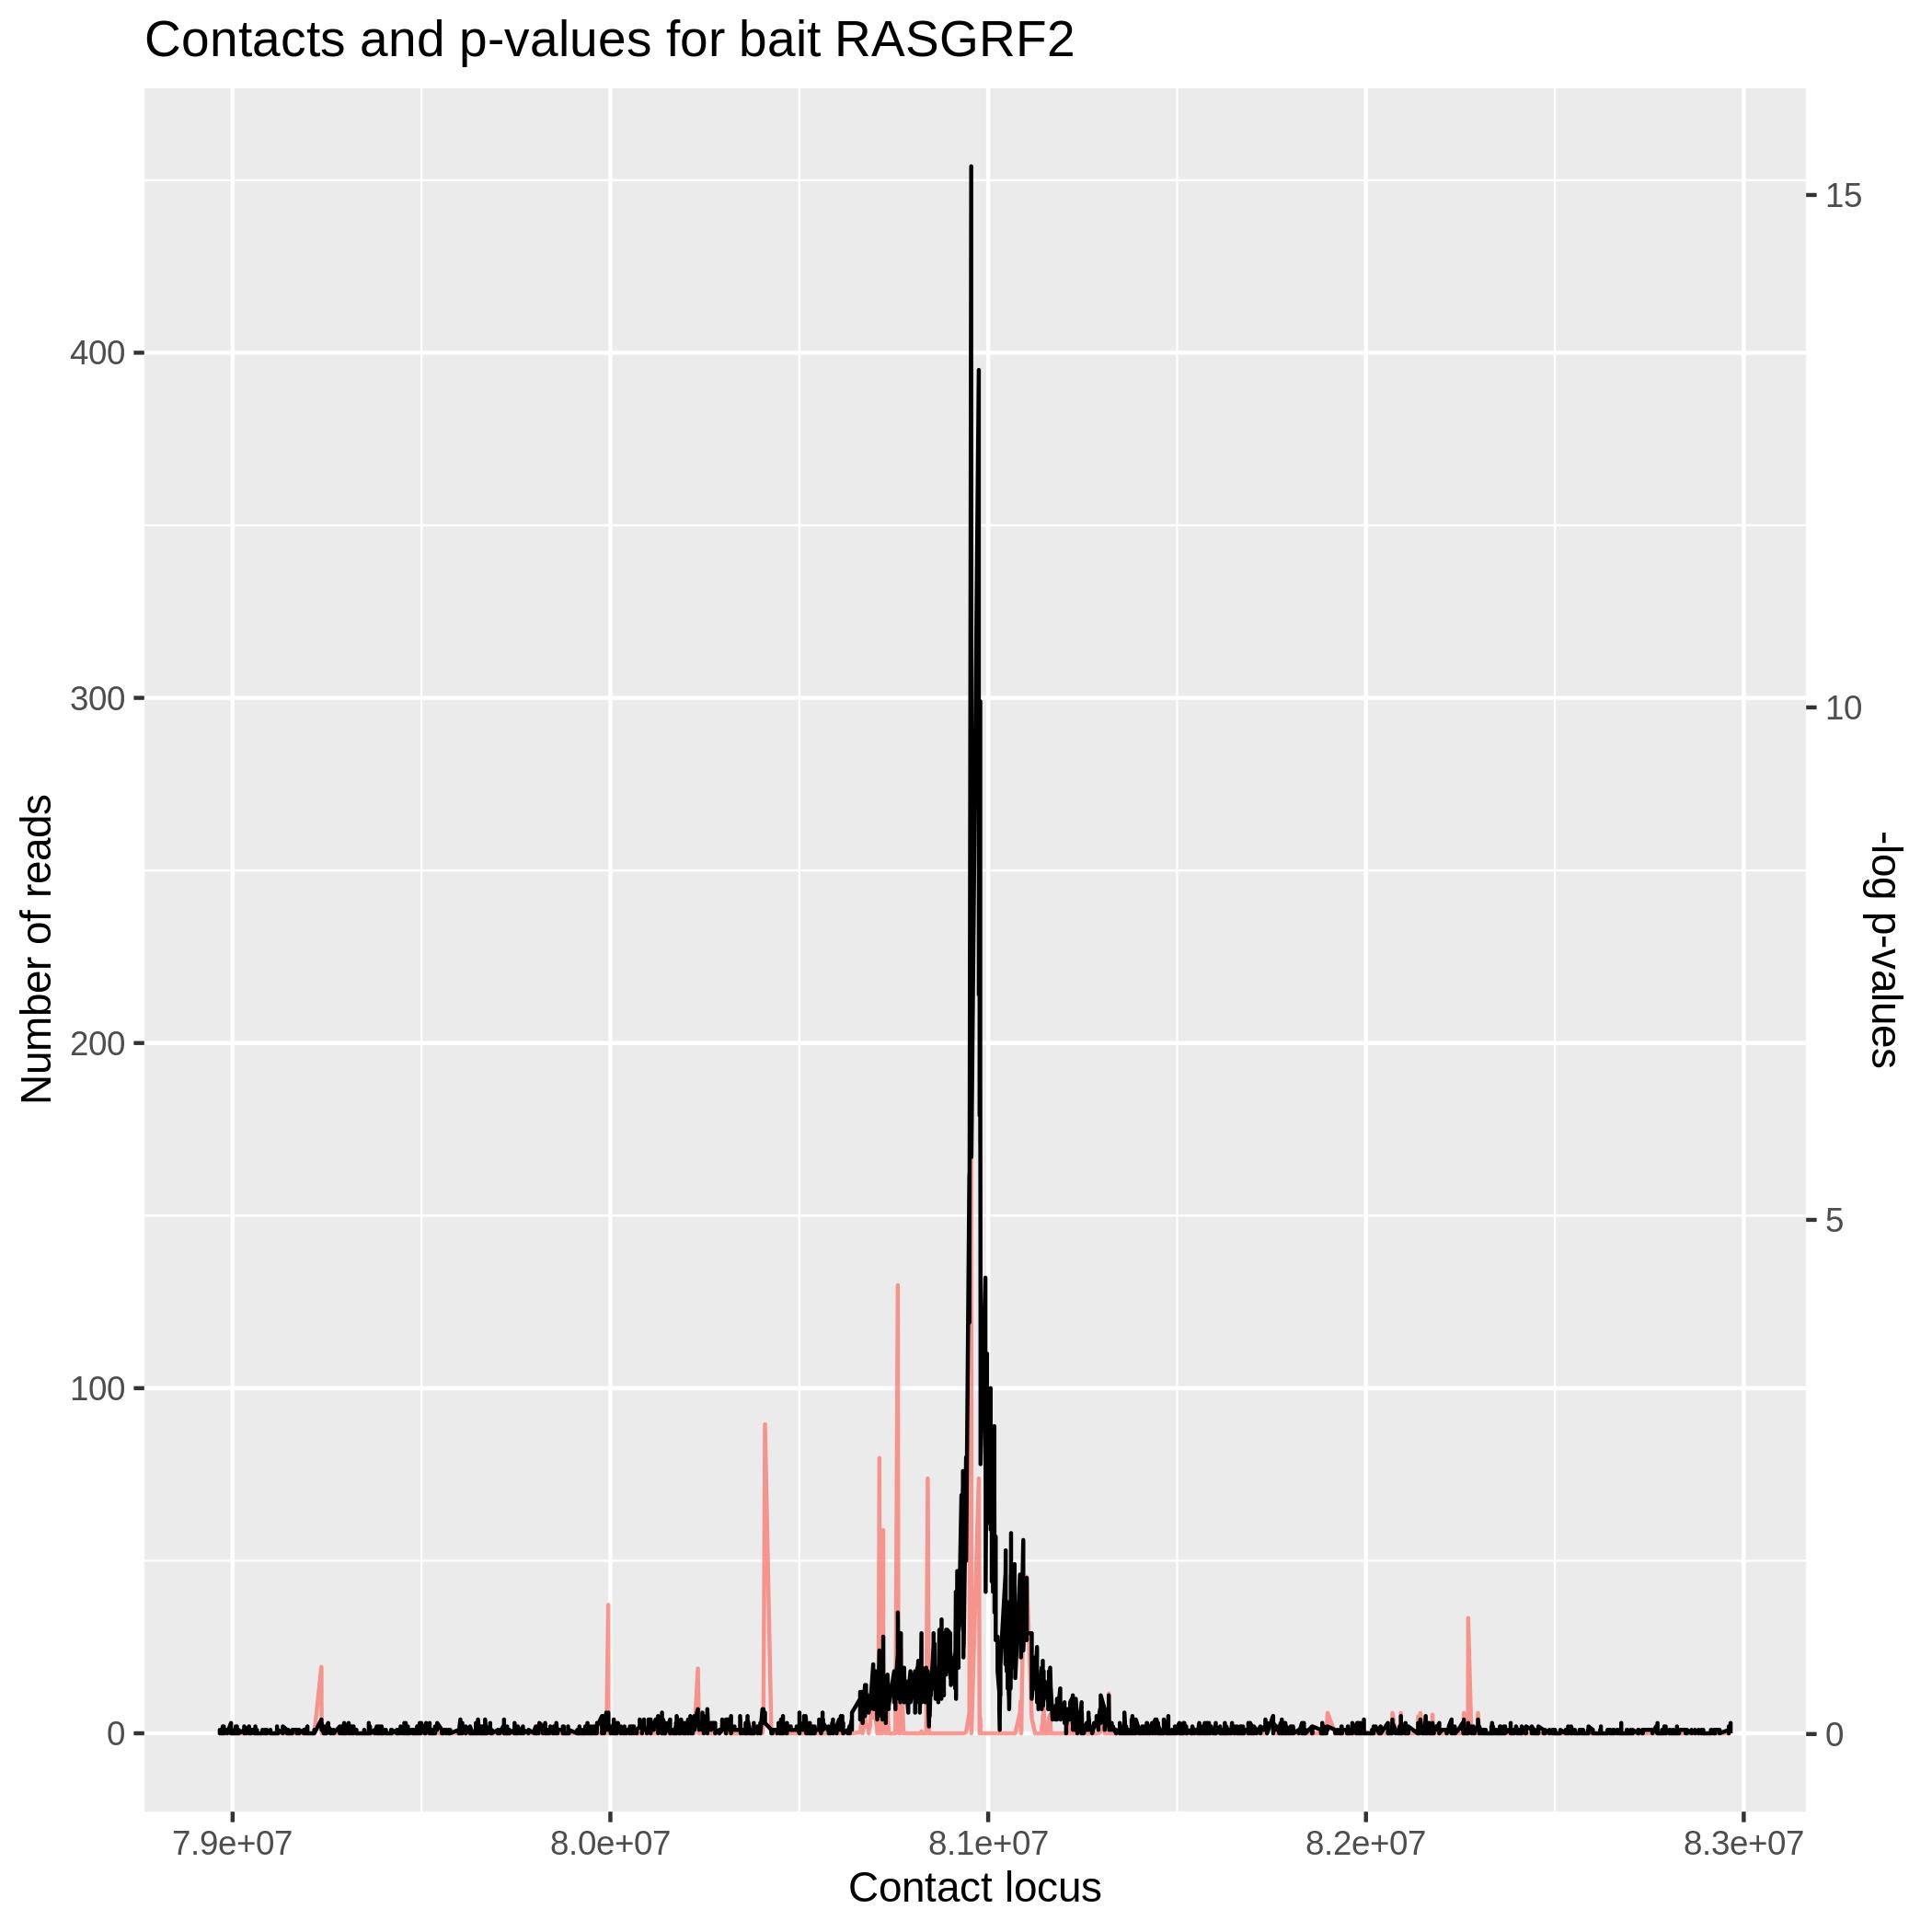 Contacts and p-values for bait RASGRF2
Number of reads
400
300
200
100
0
15
10
5
0
-log p-values
7.9e+07
8.0e+07
8.1e+07
8.2e+07
8.3e+07
Contact locus